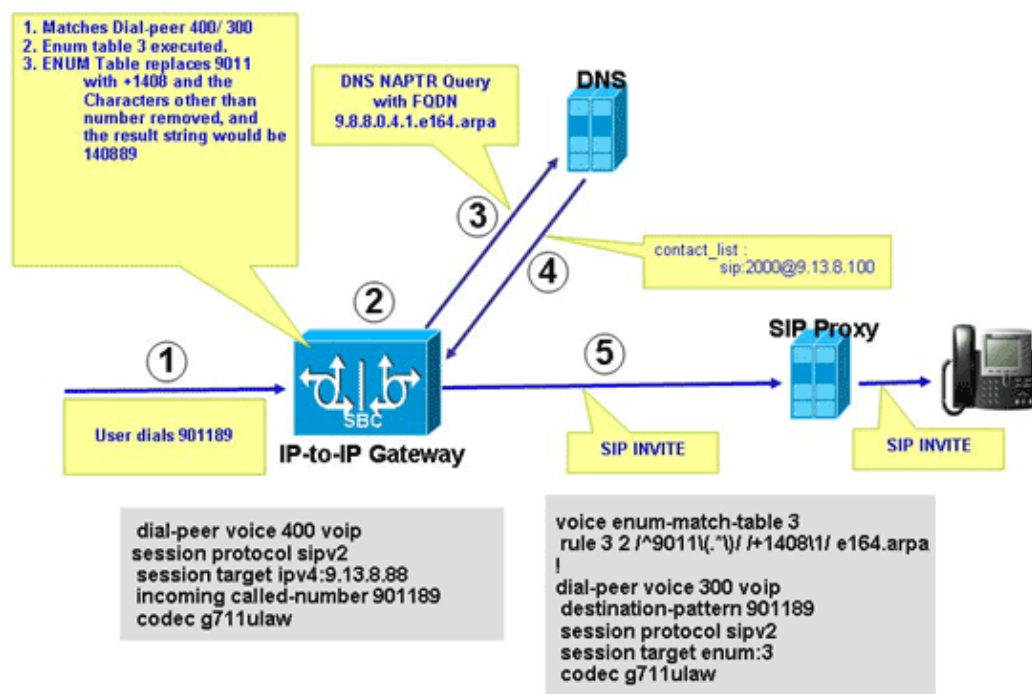 1. Matches Dial-peer 400/ 300
2. Enum table 3 executed.
3. ENUM Table replaces 9011
with +1408 and the
Characters other than
number removed, and
the result string would be
140889
DNS NAPTR Query
with FQDN
9.8.8.0.4.1.e164.arpa
DNS
3
4
contact_list :
sip:2000@9.13.8.100
2
SIP Proxy
1
5
SBC
User dials 901189
IP-to-IP Gateway
SIP INVITE
SIP INVITE
dial-peer voice 400 voip
session protocol sipv2
session target ipv4:9.13.8.88
incoming called-number 901189
codec g711ulaw
voice enum-match-table 3
rule 3 2 /^9011\(.*\)/ /+1408\1/ e164.arpa
!
dial-peer voice 300 voip
destination-pattern 901189
session protocol sipv2
session target enum:3
codec g711ulaw